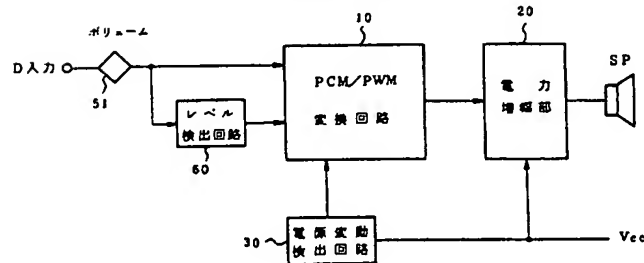 ボリューム
D入力
51
レベル
検出回路
60
10
PCM/PWM
変換回路
20
電力
増幅部
SP
30
電源変動
検出回路
Vcc